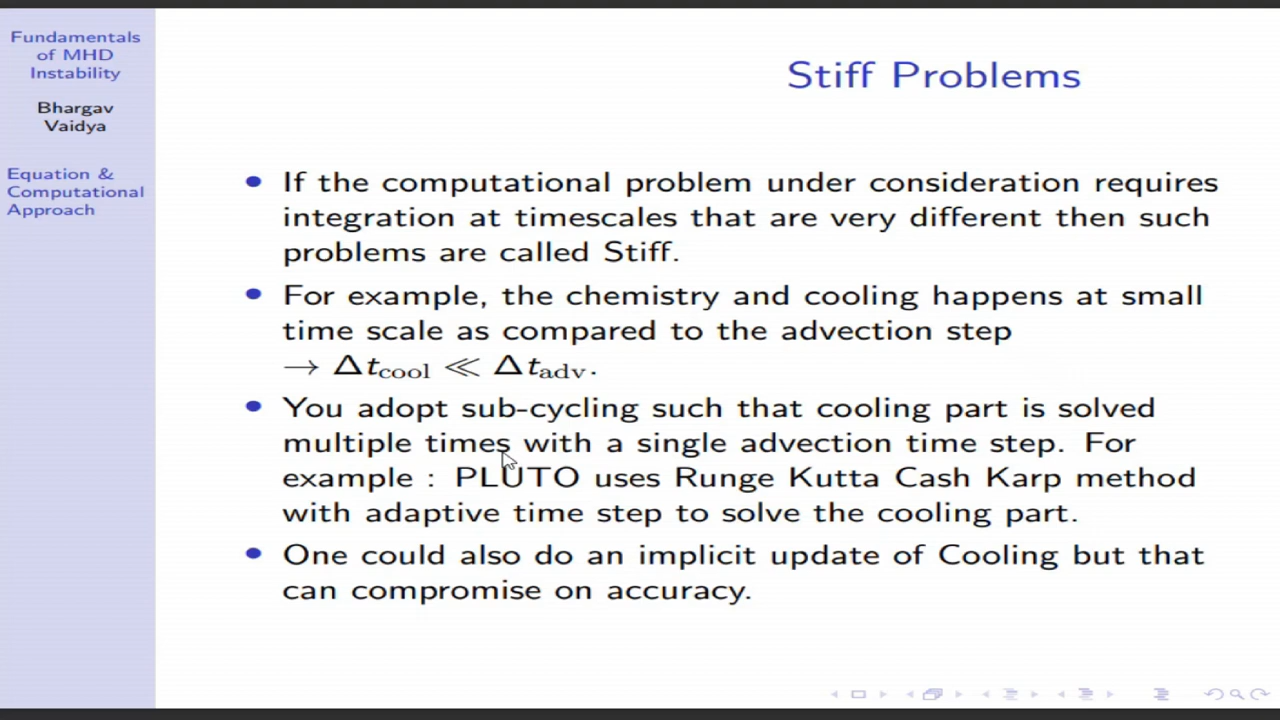 Fundamentals
of MHD
Instability
Bhargav
Vaidya
Equation &
Computational
Approach
Stiff Problems
• If the computational problem under consideration requires
integration at timescales that are very different then such
problems are called Stiff.
• For example, the chemistry and cooling happens at small
time scale as compared to the advection step
→ Δtcool ≪ Δtadv.
• You adopt sub-cycling such that cooling part is solved
multiple times with a single advection time step. For
example : PLUTO uses Runge Kutta Cash Karp method
with adaptive time step to solve the cooling part.
• One could also do an implicit update of Cooling but that
can compromise on accuracy.